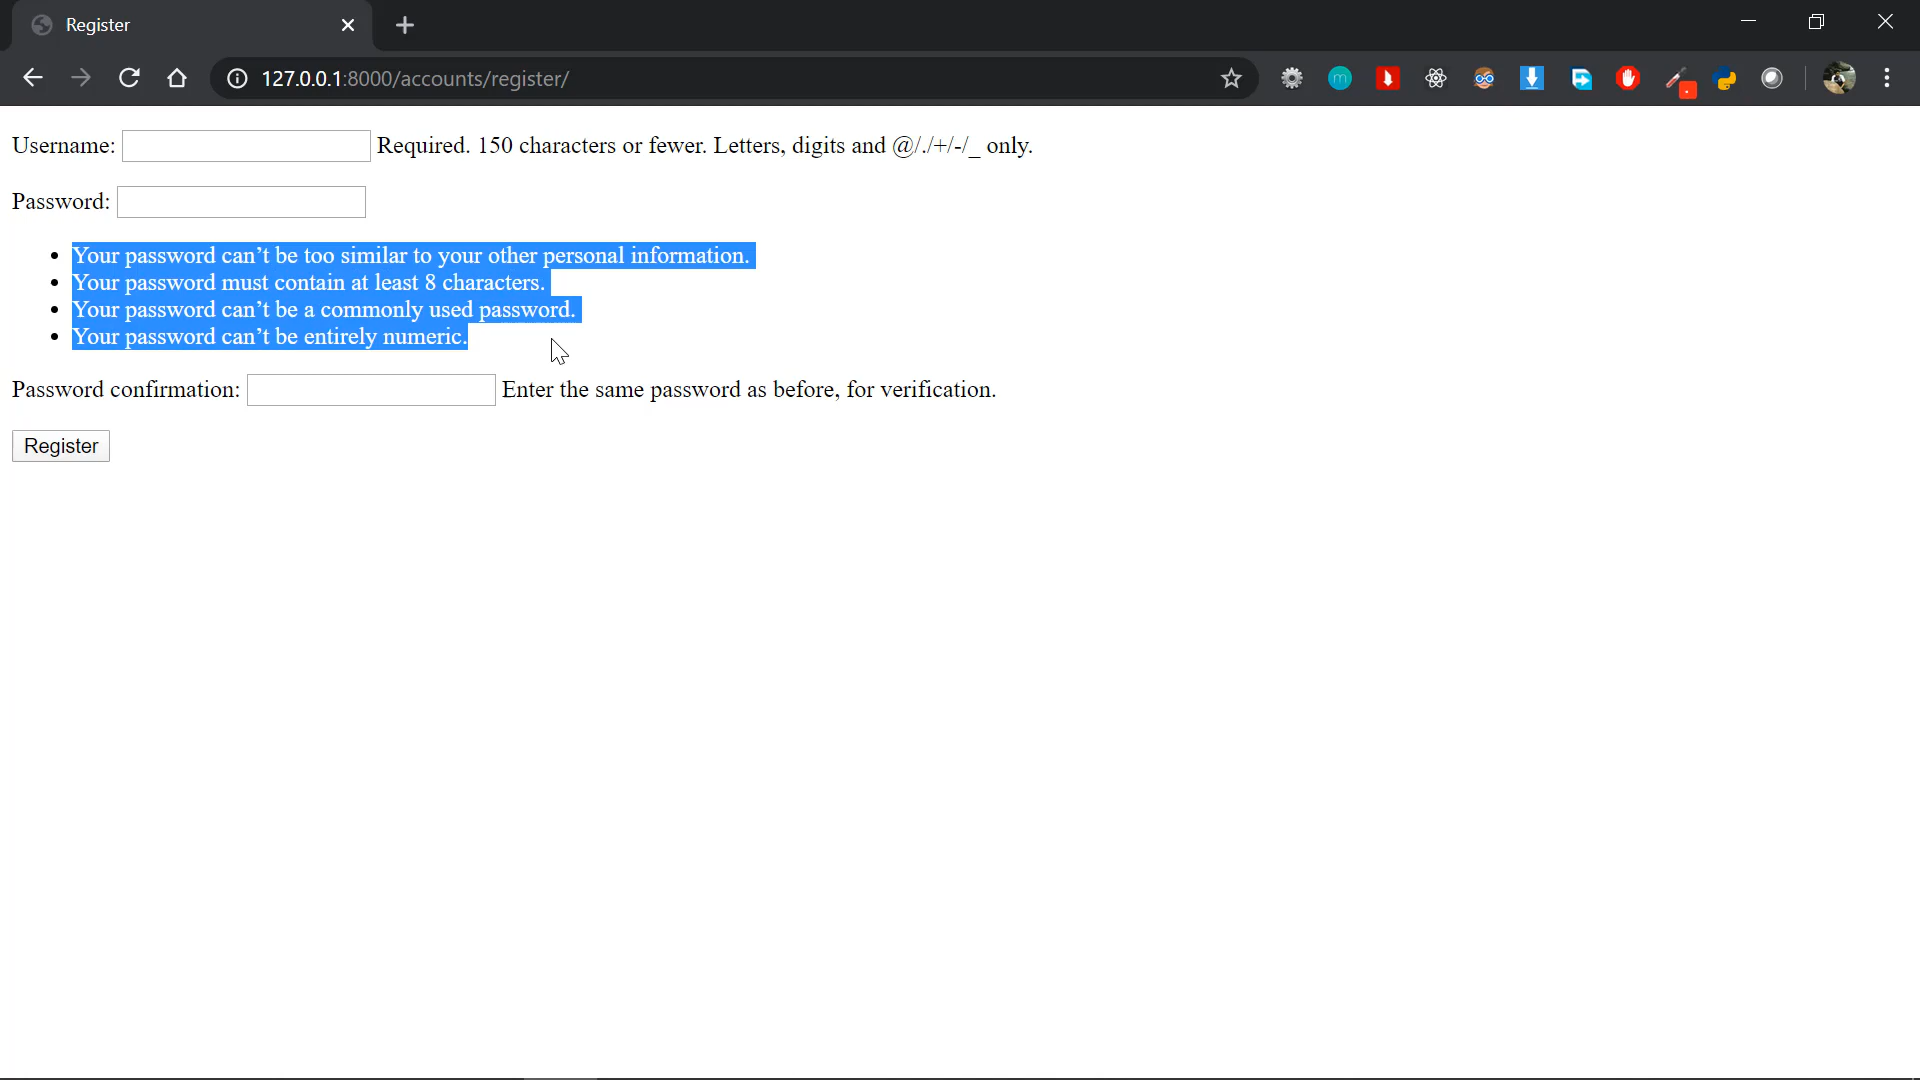 Register
127.0.0.1:8000/accounts/register/
Username: Required. 150 characters or fewer. Letters, digits and @/./+/-/_ only.
Password:
Your password can’t be too similar to your other personal information.
Your password must contain at least 8 characters.
Your password can’t be a commonly used password.
Your password can’t be entirely numeric.
Password confirmation: Enter the same password as before, for verification.
Register